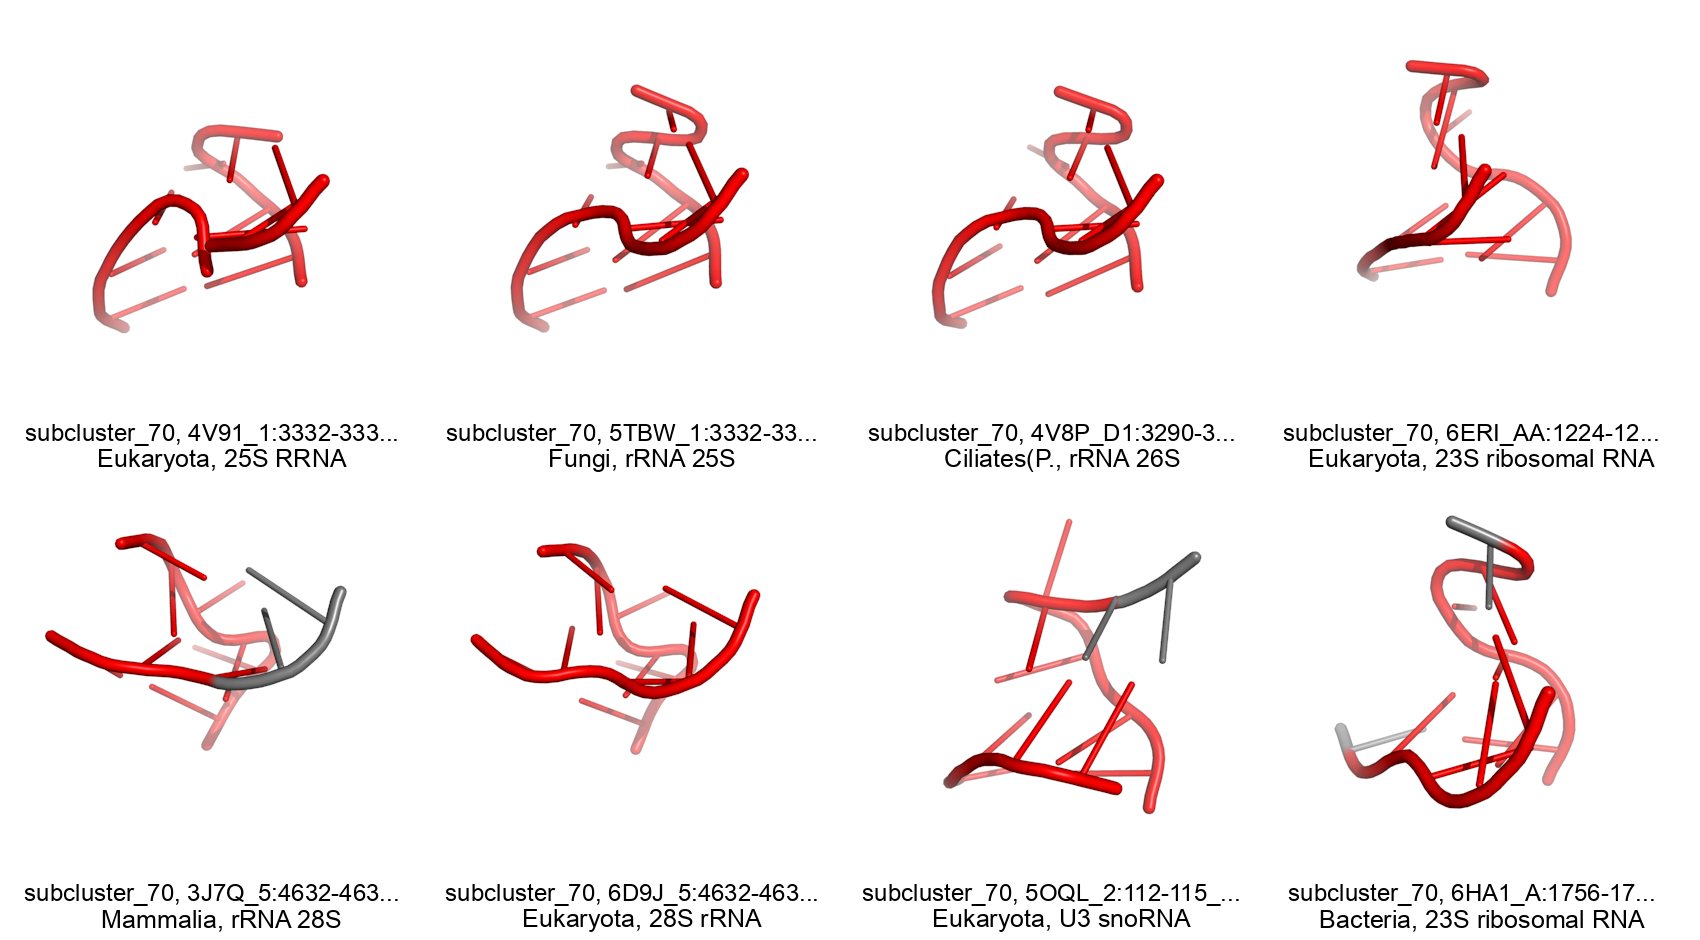 subcluster_70, 4V91_1:3332-333...
Eukaryota, 25S RRNA
subcluster_70, 5TBW_1:3332-33...
Fungi, rRNA 25S
subcluster_70, 4V8P_D1:3290-3...
Ciliates(P., rRNA 26S
subcluster_70, 6ERI_AA:1224-12...
Eukaryota, 23S ribosomal RNA
subcluster_70, 3J7Q_5:4632-463...
Mammalia, rRNA 28S
subcluster_70, 6D9J_5:4632-463...
Eukaryota, 28S rRNA
subcluster_70, 5OQL_2:112-115_...
Eukaryota, U3 snoRNA
subcluster_70, 6HA1_A:1756-17...
Bacteria, 23S ribosomal RNA